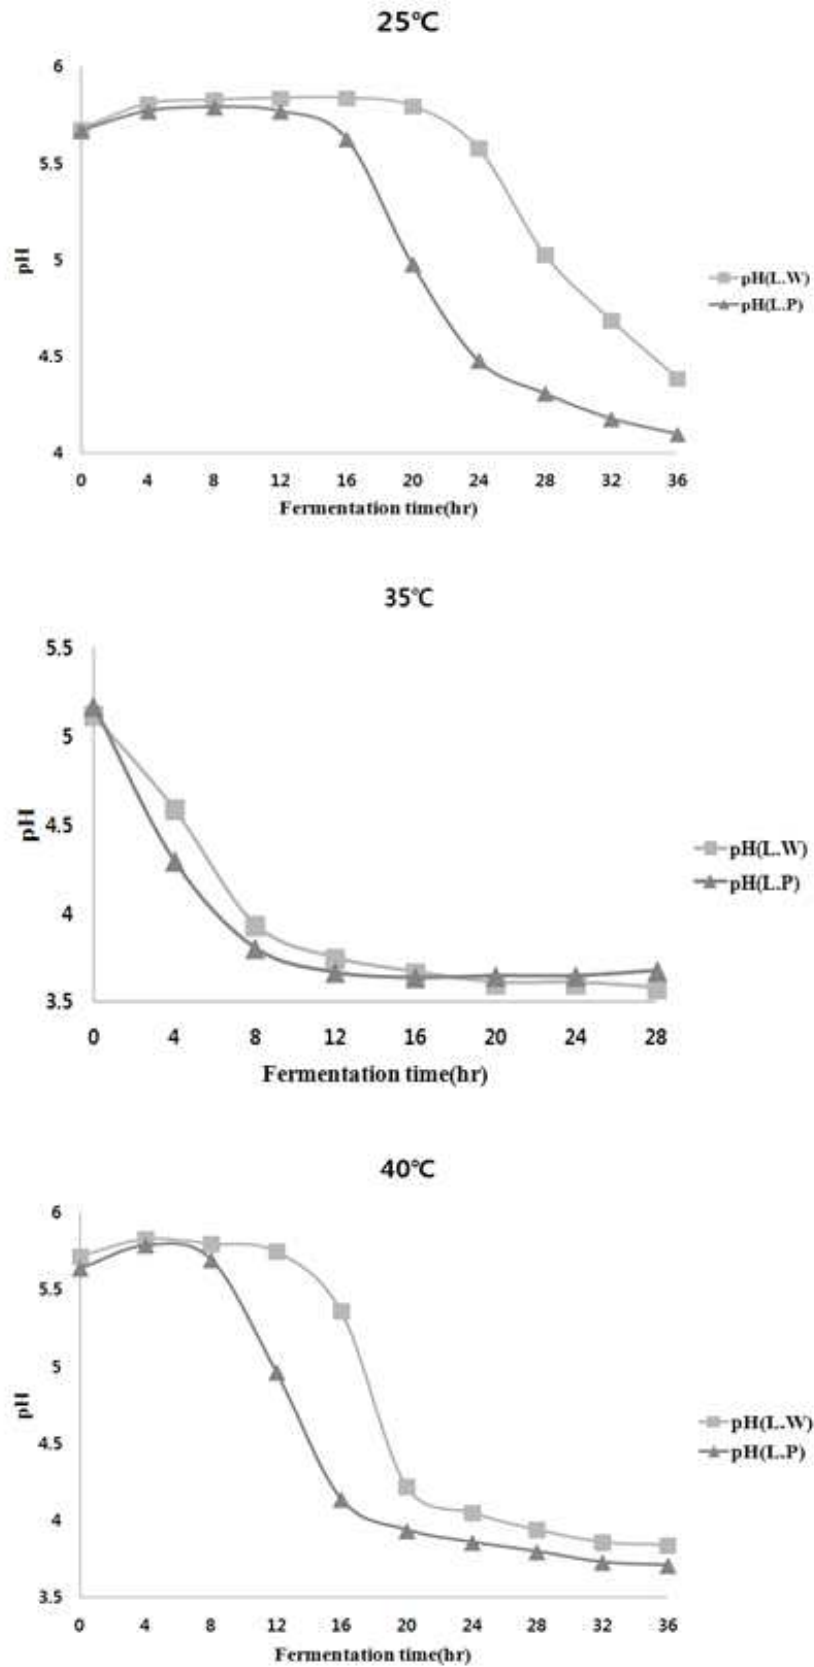 25℃
6
5.5
5
4.5
4
pH
0 4 8 12 16 20 24 28 32 36
Fermentation time(hr)
pH(L.W)
pH(L.P)
35℃
5.5
5
4.5
4
3.5
pH
0 4 8 12 16 20 24 28
Fermentation time(hr)
pH(L.W)
pH(L.P)
40℃
6
5.5
5
4.5
4
3.5
pH
0 4 8 12 16 20 24 28 32 36
Fermentation time(hr)
pH(L.W)
pH(L.P)